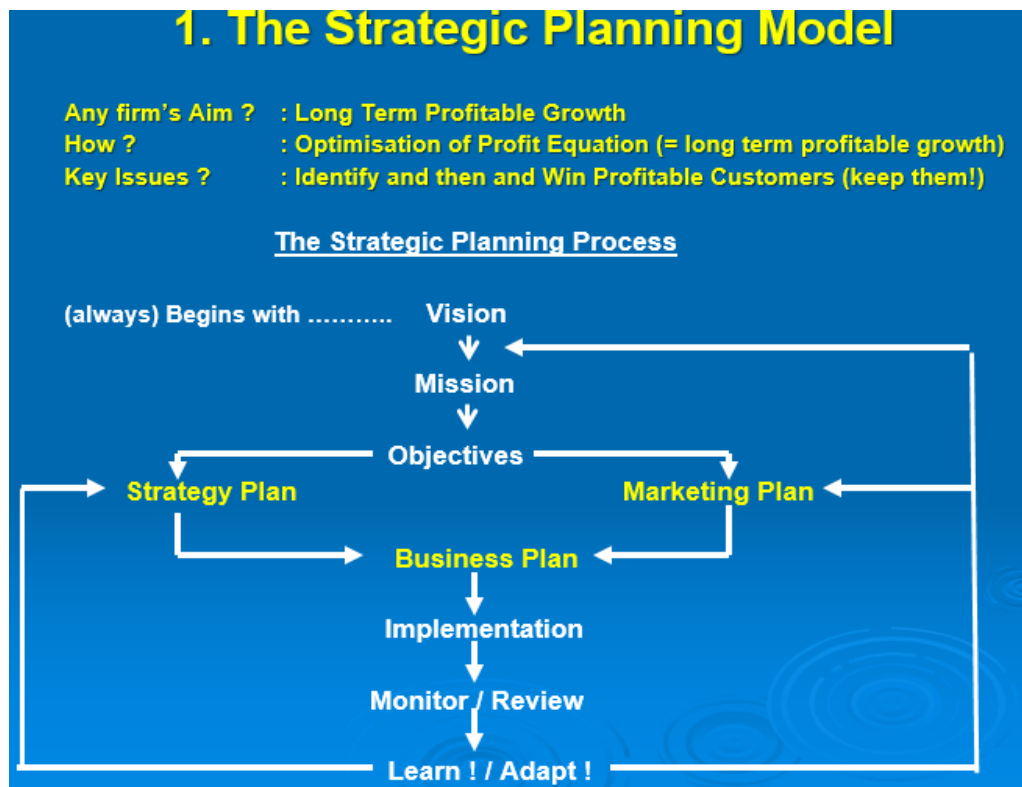 1. The Strategic Planning Model
Any firm's Aim ? : Long Term Profitable Growth
How ? : Optimisation of Profit Equation (= long term profitable growth)
Key Issues ? : Identify and then and Win Profitable Customers (keep them!)
The Strategic Planning Process
(always) Begins with ……….. Vision
Mission
Objectives
Strategy Plan Marketing Plan
Business Plan
Implementation
Monitor / Review
Learn ! / Adapt !